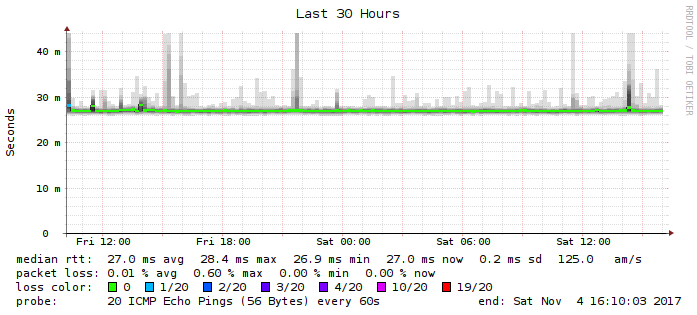 Last 30 Hours
RRDTOOL / TOBI OETIKER
Seconds
40 m
30 m
20 m
10 m
0
Fri 12:00 Fri 18:00 Sat 00:00 Sat 06:00 Sat 12:00
median rtt: 27.0 ms avg 28.4 ms max 26.9 ms min 27.0 ms now 0.2 ms sd 125.0 am/s
packet loss: 0.01 % avg 0.60 % max 0.00 % min 0.00 % now
loss color: 0 1/20 2/20 3/20 4/20 10/20 19/20
probe: 20 ICMP Echo Pings (56 Bytes) every 60s end: Sat Nov 4 16:10:03 2017